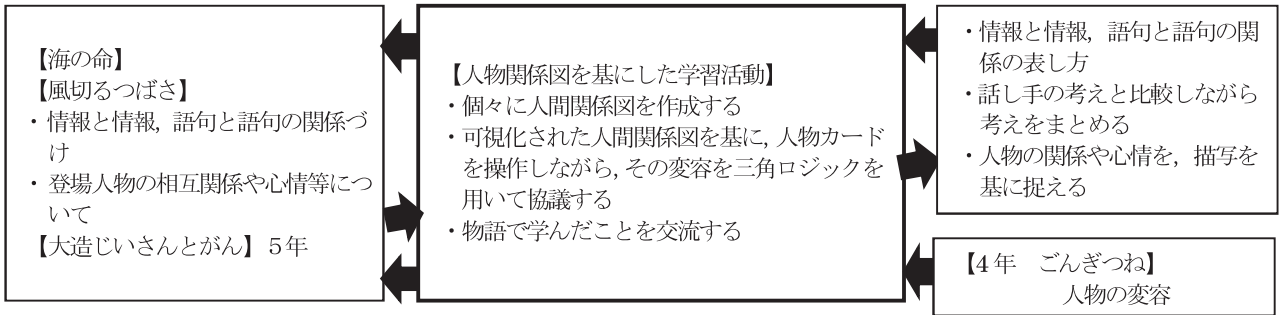 【海の命】
【風切るつばさ】
・情報と情報，語句と語句の関係づ
け
・ 登場人物の相互関係や心情等につ
いて
【大造じいさんとがん】５年
【人物関係図を基にした学習活動】
・個々に人間関係図を作成する
・可視化された人間関係図を基に，人物カード
を操作しながら，その変容を三角ロジックを
用いて協議する
・物語で学んだことを交流する
・情報と情報，語句と語句の関
係の表し方
・話し手の考えと比較しながら
考えをまとめる
・人物の関係や心情を，描写を
基に捉える
【4 年　ごんぎつね】
人物の変容